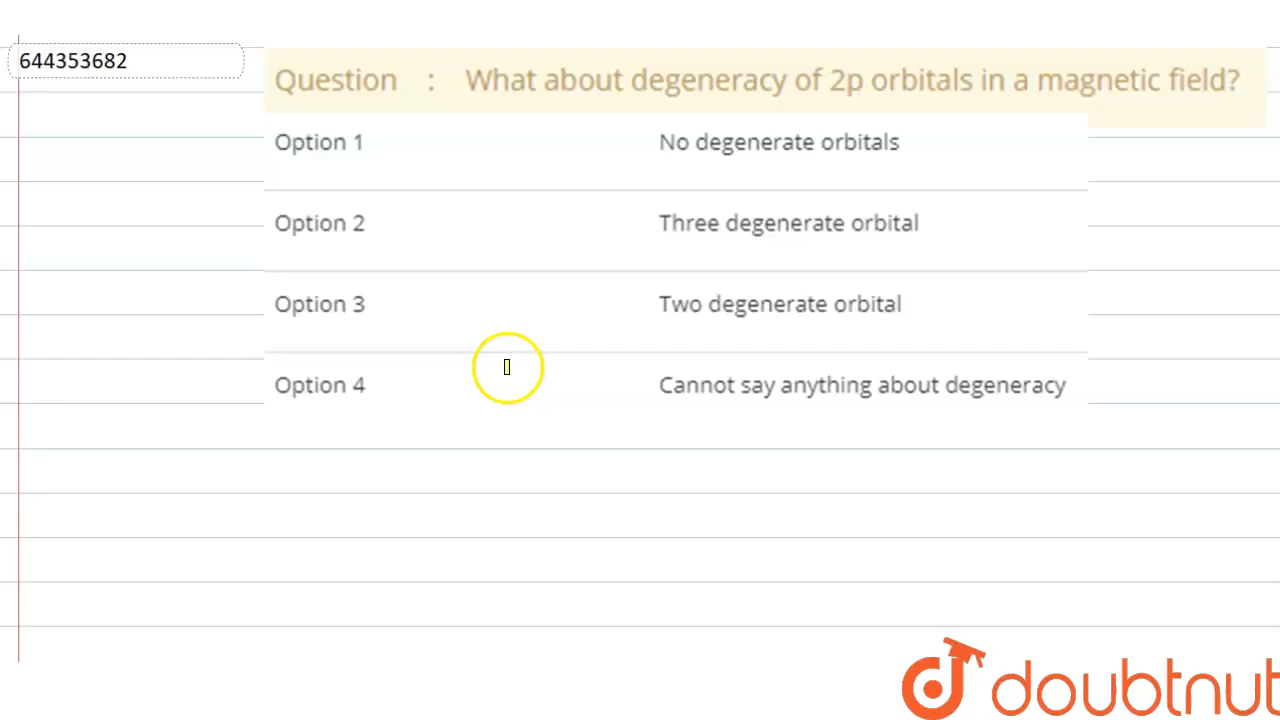 644353682
Question : What about degeneracy of 2p orbitals in a magnetic field?
Option 1 No degenerate orbitals
Option 2 Three degenerate orbital
Option 3 Two degenerate orbital
Option 4 Cannot say anything about degeneracy
doubtnut